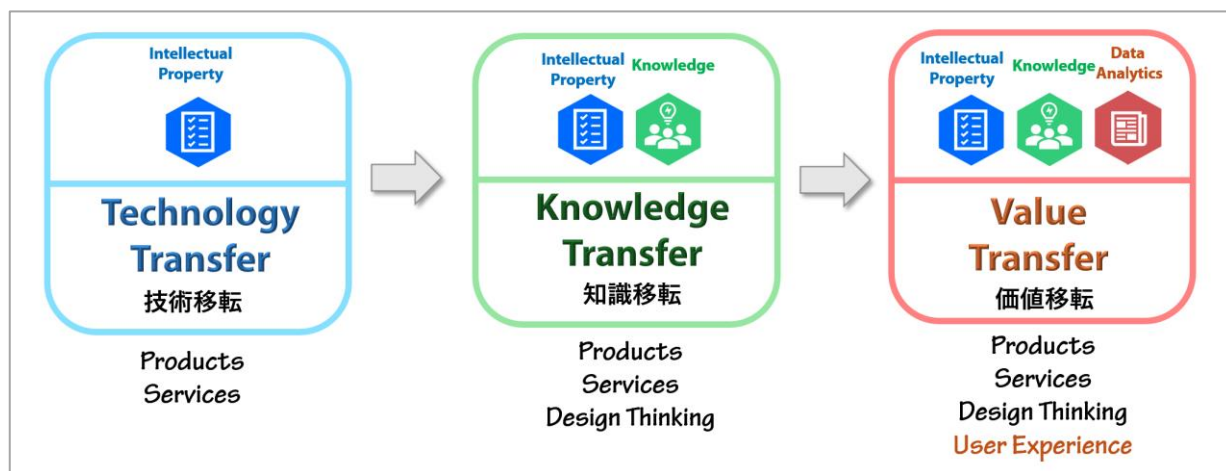 Intellectual
Property
Technology
Transfer
技術移転
Products
Services
Intellectual
Property
Knowledge
Knowledge
Transfer
知識移転
Products
Services
Design Thinking
Intellectual
Property
Knowledge
Data
Analytics
Value
Transfer
価値移転
Products
Services
Design Thinking
User Experience